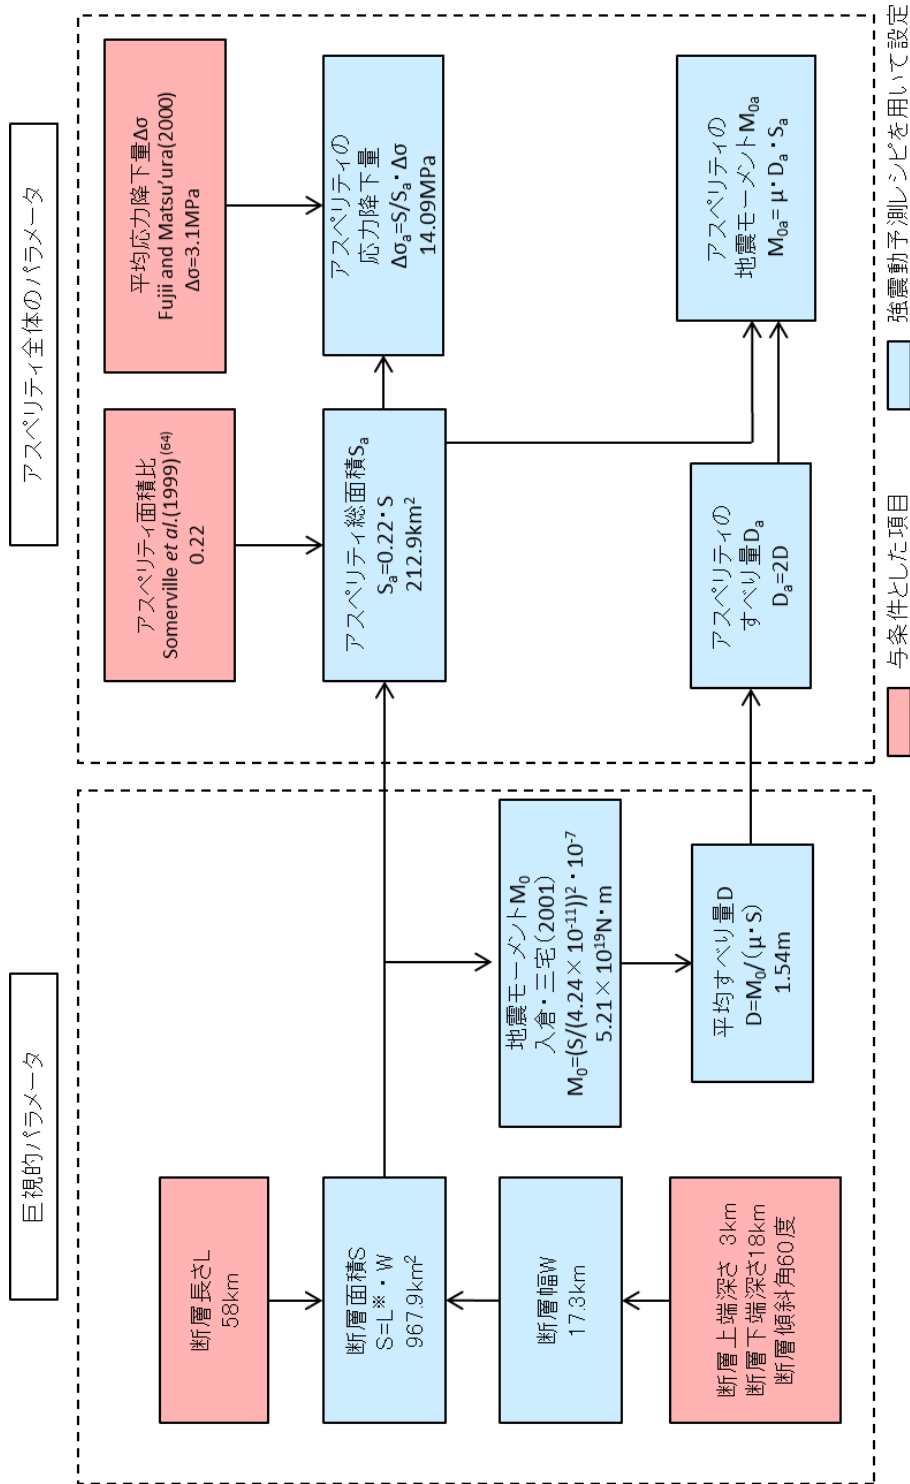 巨視的パラメータ
断層長さL
58km
断層面積S
S=L※・W
967.9km2
断層幅W
17.3km
断層上端深さ 3km
断層下端深さ18km
断層傾斜角60度
地震モーメントM0
入倉・三宅(2001)
M0=(S/(4.24×10-11))2・10-7
5.21×1019N・m
平均すべり量D
D=M0/(μ・S)
1.54m
アスペリティ全体のパラメータ
アスペリティ面積比
Somerville et al.(1999)(64)
0.22
平均応力降下量Δσ
Fujii and Matsu'ura(2000)
Δσ=3.1MPa
アスペリティ総面積Sa
Sa=0.22・S
212.9km2
アスペリティの
応力降下量
Δσa=S/Sa・Δσ
14.09MPa
アスペリティの
すべり量Da
Da=2D
アスペリティの
地震モーメントM0a
M0a= μ・Da・Sa
与条件とした項目
強震動予測レシピを用いて設定